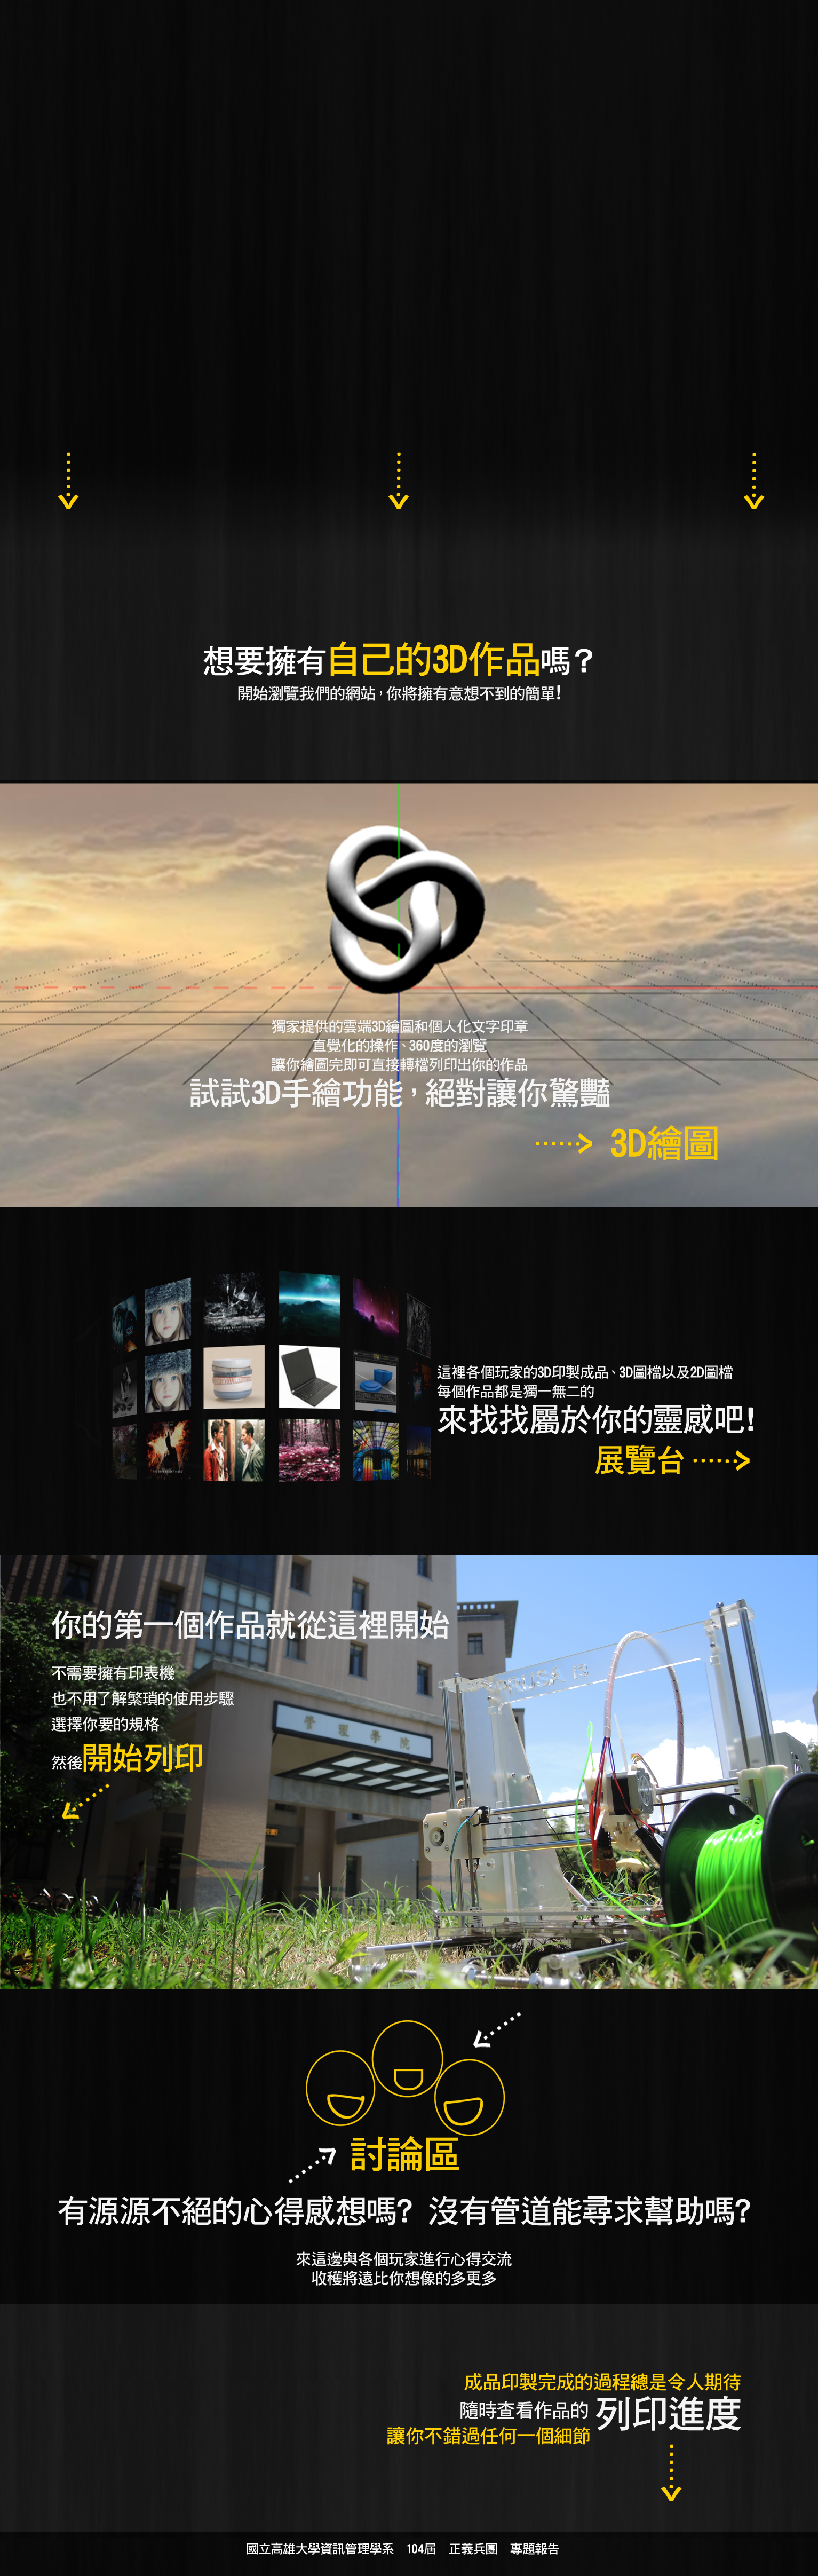 想要擁有自己的3D作品嗎？
開始瀏覽我們的網站，你將擁有意想不到的簡單!
獨家提供的雲端3D繪圖和個人化文字印章
直覺化的操作、360度的瀏覽
讓你繪圖完即可直接轉檔列印出你的作品
試試3D手繪功能，絕對讓你驚豔
3D繪圖
這裡各個玩家的3D印製成品、3D圖檔以及2D圖檔
每個作品都是獨一無二的
來找找屬於你的靈感吧!
展覽台
你的第一個作品就從這裡開始
不需要擁有印表機
也不用了解繁瑣的使用步驟
選擇你要的規格
然後開始列印
管理學院
討論區
有源源不絕的心得感想嗎? 沒有管道能尋求幫助嗎?
來這邊與各個玩家進行心得交流
收穫將遠比你想像的多更多
成品印製完成的過程總是令人期待
隨時查看作品的 列印進度
讓你不錯過任何一個細節
國立高雄大學資訊管理學系 104屆 正義兵團 專題報告